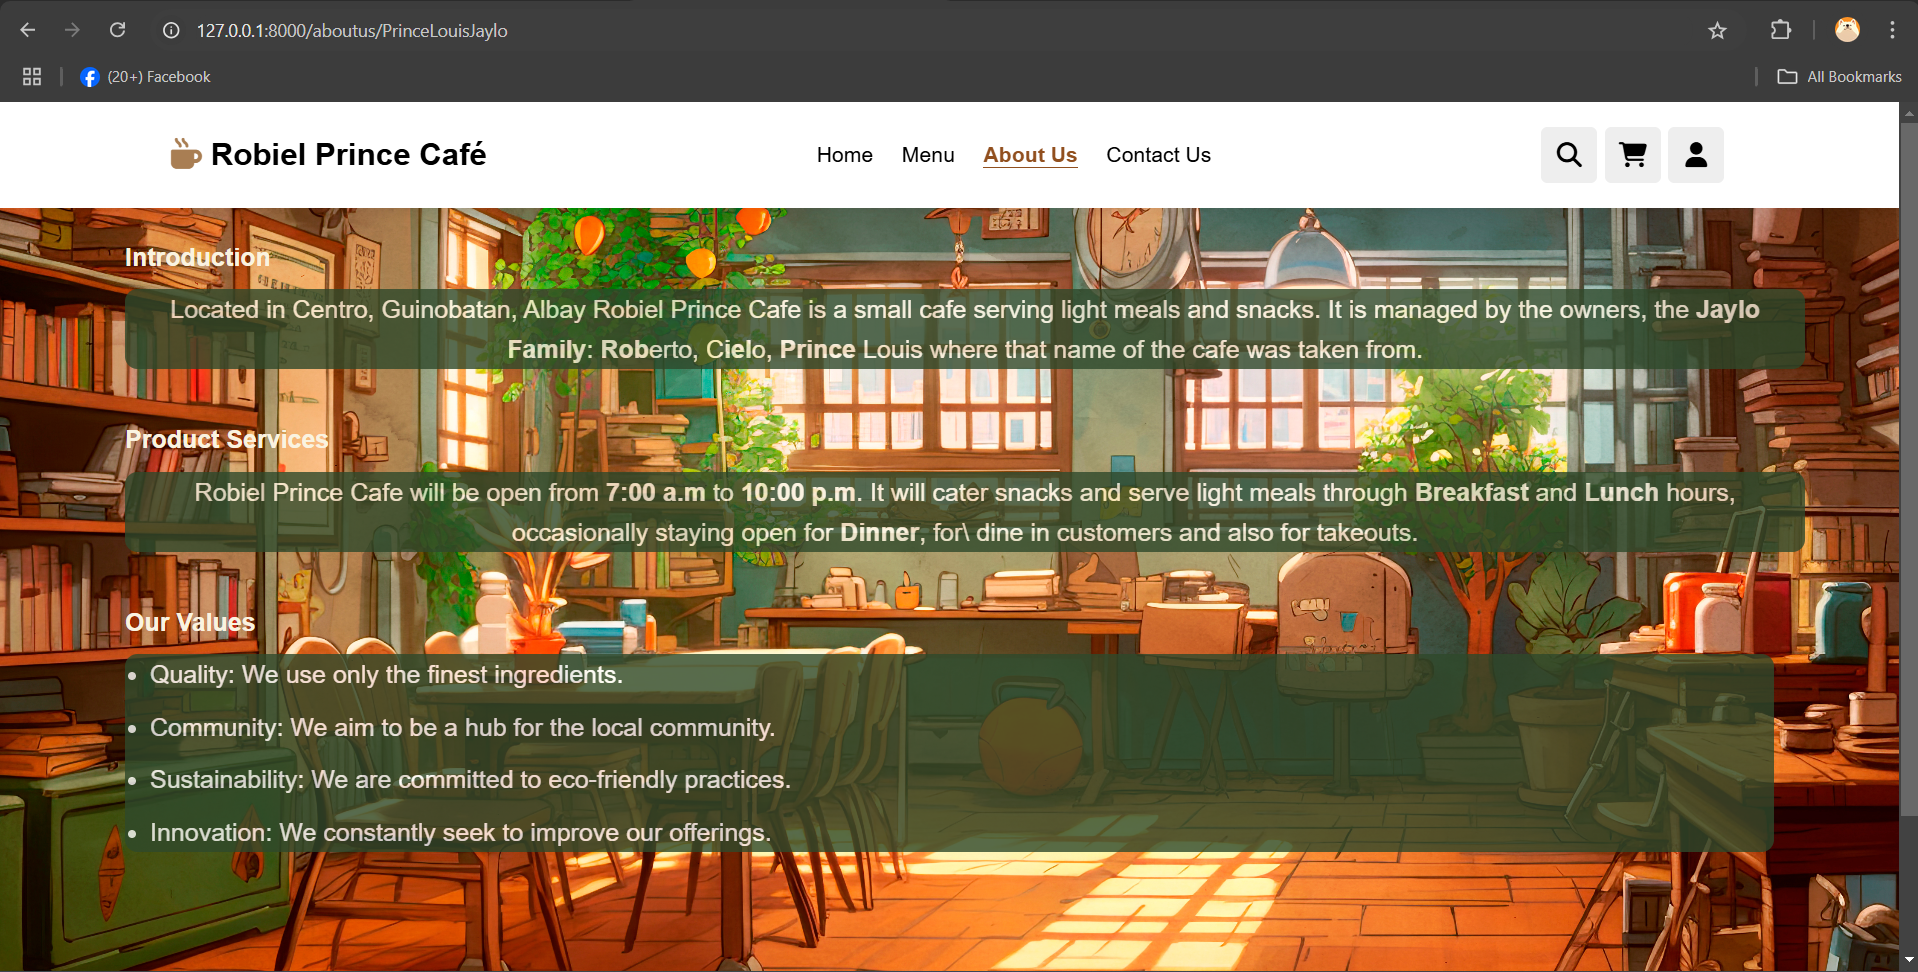 127.0.0.1:8000/aboutus/PrinceLouisJaylo
(20+) Facebook
All Bookmarks
Robiel Prince Café
Home
Menu
About Us
Contact Us
Introduction
Located in Centro, Guinobatan, Albay Robiel Prince Cafe is a small cafe serving light meals and snacks. It is managed by the owners, the Jaylo
Family: Roberto, Cielo, Prince Louis where that name of the cafe was taken from.
Product Services
Robiel Prince Cafe will be open from 7:00 a.m to 10:00 p.m. It will cater snacks and serve light meals through Breakfast and Lunch hours,
occasionally staying open for Dinner, for\ dine in customers and also for takeouts.
Our Values
• Quality: We use only the finest ingredients.
• Community: We aim to be a hub for the local community.
• Sustainability: We are committed to eco-friendly practices.
• Innovation: We constantly seek to improve our offerings.